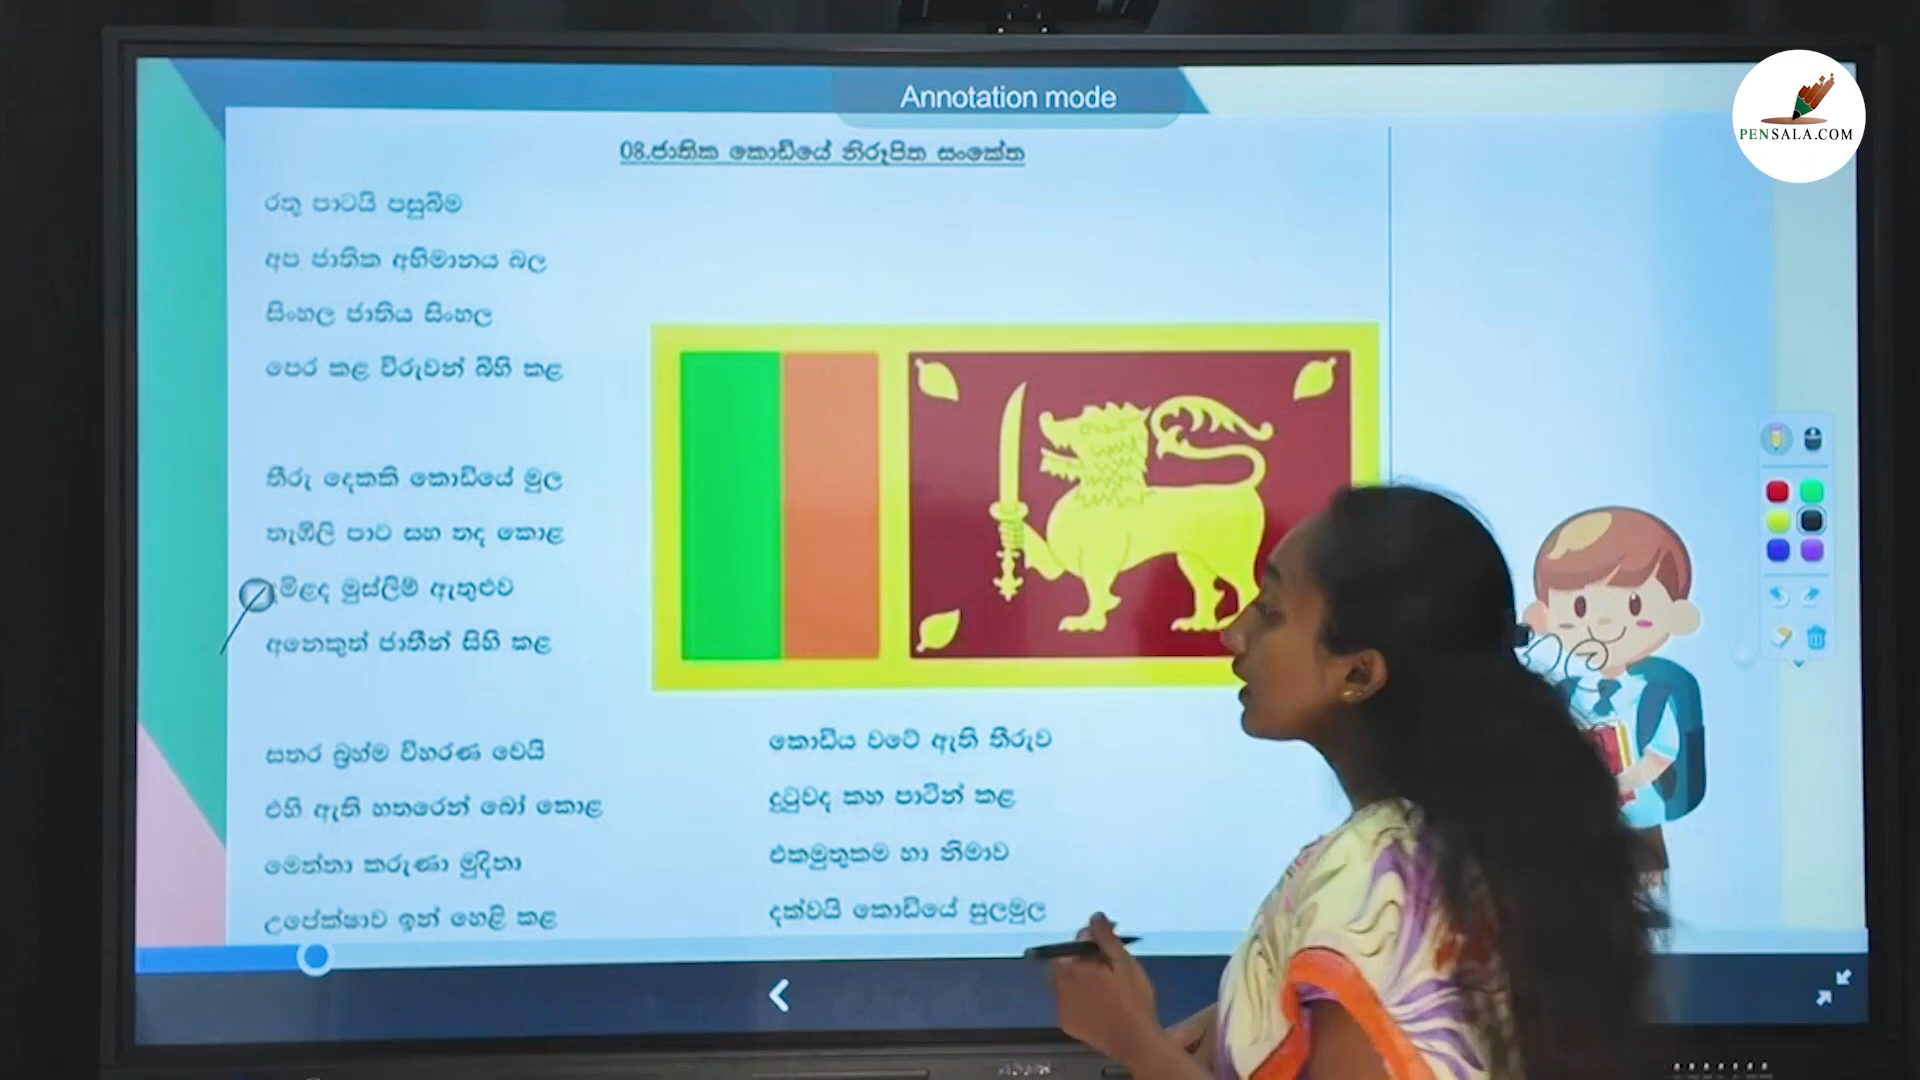 Annotation mode
PENSALA.COM
08.ජාතික කොඩියේ නිරූපිත සංකේත
රතු පාටයි පසුබිම
අප ජාතික අභිමානය බල
සිංහල ජාතිය සිංහල
පෙර කළ වීරුවන් බිහි කළ
තීරු දෙකකි කොඩියේ මුල
තැඹිලි පාට සහ තද කොළ
මුස්ලිම් ඇතුළුව
අනෙකුත් ජාතීන් සිහි කළ
සතර බ්‍රහ්ම විහරණ වෙයි
එහි ඇති හතරෙන් බෝ කොළ
මෙත්තා කරුණා මුදිතා
උපේක්ෂාව ඉන් හෙළි කළ
කොඩිය වටේ ඇති තීරුව
දුටුවද කහ පාටින් කළ
එකමුතුකම හා නිමාව
දක්වයි කොඩියේ සුලමුල